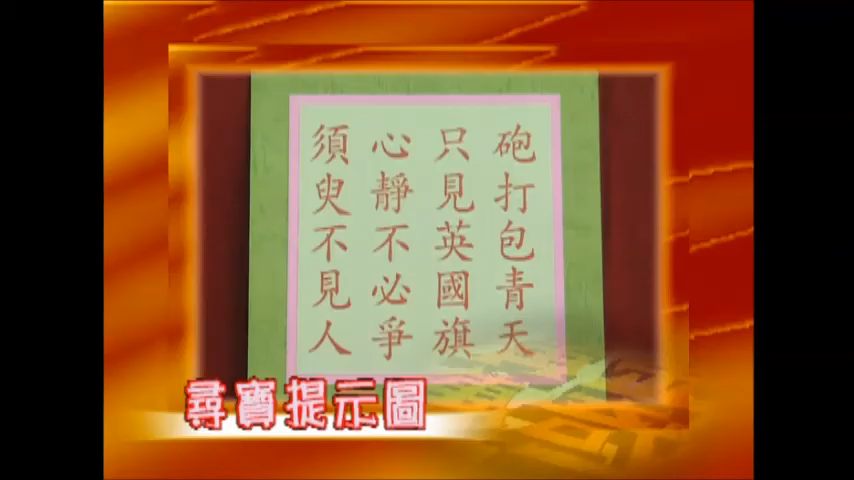 砲打包青天
只見英國旗
心靜不必爭
須臾不見人
尋寶提示圖